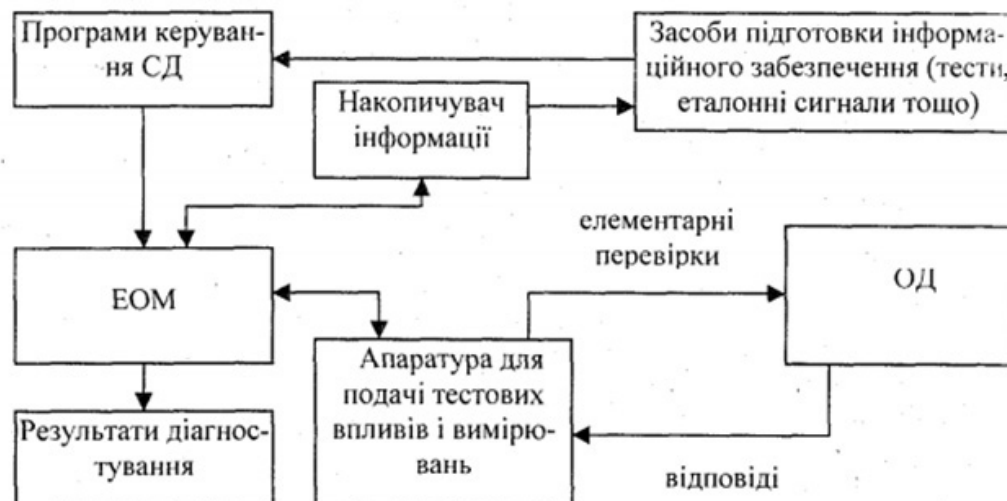 Програми керуван-
ня СД
Засоби підготовки інформа-
ційного забезпечення (тести,
еталонні сигнали тощо)
Накопичувач
інформації
елементарні
перевірки
ЕОМ
ОД
Апаратура для
подачі тестових
впливів і вимірю-
вань
Результати діагнос-
тування
відповіді